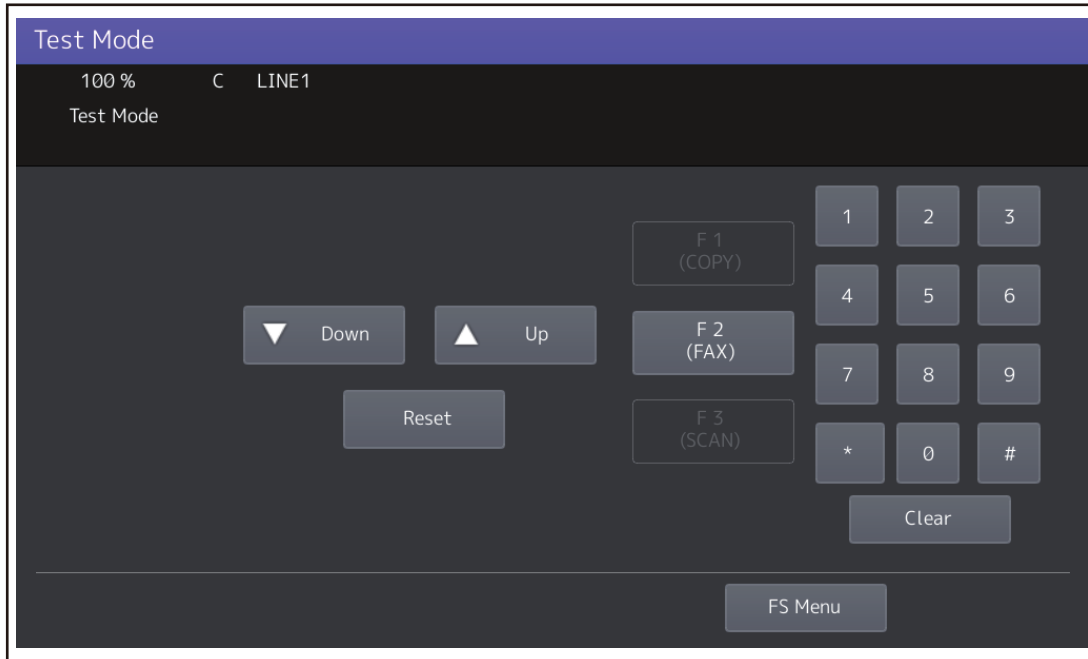 Test Mode
100 % C LINE1
Test Mode
Down
Up
Reset
F 1
(COPY)
F 2
(FAX)
F 3
(SCAN)
1 2 3
4 5 6
7 8 9
* 0 #
Clear
FS Menu